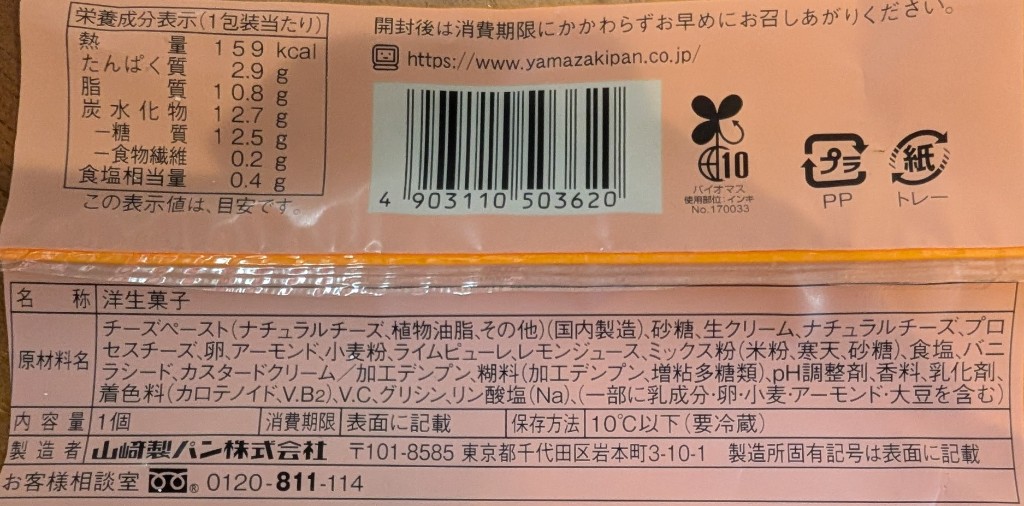 栄養成分表示(1包装当たり)
熱量 159 kcal
たんぱく質 2.9 g
脂質 10.8 g
炭水化物 12.7 g
－糖質 12.5 g
－食物繊維 0.2 g
食塩相当量 0.4 g
この表示値は、目安です。
開封後は消費期限にかかわらずお早めにお召しあがりください。
https://www.yamazakipan.co.jp/
4 903110 503620
10
バイオマス
使用部位:インキ
No.170033
プラ
PP
紙
トレー
名称 洋生菓子
原材料名 チーズペースト(ナチュラルチーズ、植物油脂、その他)(国内製造)、砂糖、生クリーム、ナチュラルチーズ、プロ
セスチーズ、卵、アーモンド、小麦粉、ライムピューレ、レモンジュース、ミックス粉(米粉、寒天、砂糖)、食塩、バニ
ラシード、カスタードクリーム／加工デンプン、糊料(加工デンプン、増粘多糖類)、pH調整剤、香料、乳化剤、
着色料(カロテノイド、V.B2)、V.C、グリシン、リン酸塩(Na)、(一部に乳成分・卵・小麦・アーモンド・大豆を含む)
内容量 1個 消費期限 表面に記載 保存方法 10℃以下(要冷蔵)
製造者 山崎製パン株式会社 〒101-8585 東京都千代田区岩本町3-10-1 製造所固有記号は表面に記載
お客様相談室 ® 0120-811-114